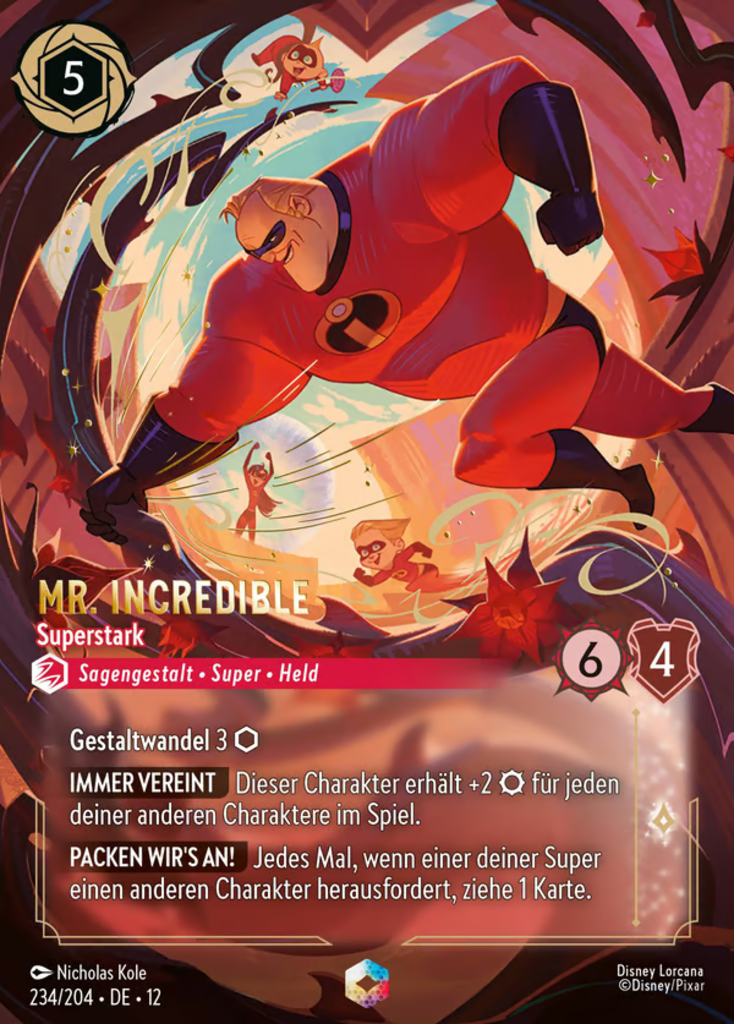 5
MR. INCREDIBLE
Superstark
Sagengestalt • Super • Held
6 4
Gestaltwandel 3 ⬡
IMMER VEREINT Dieser Charakter erhält +2 ¤ für jeden
deiner anderen Charaktere im Spiel.
PACKEN WIR'S AN! Jedes Mal, wenn einer deiner Super
einen anderen Charakter herausfordert, ziehe 1 Karte.
Nicholas Kole
234/204 • DE • 12
Disney Lorcana
©Disney/Pixar